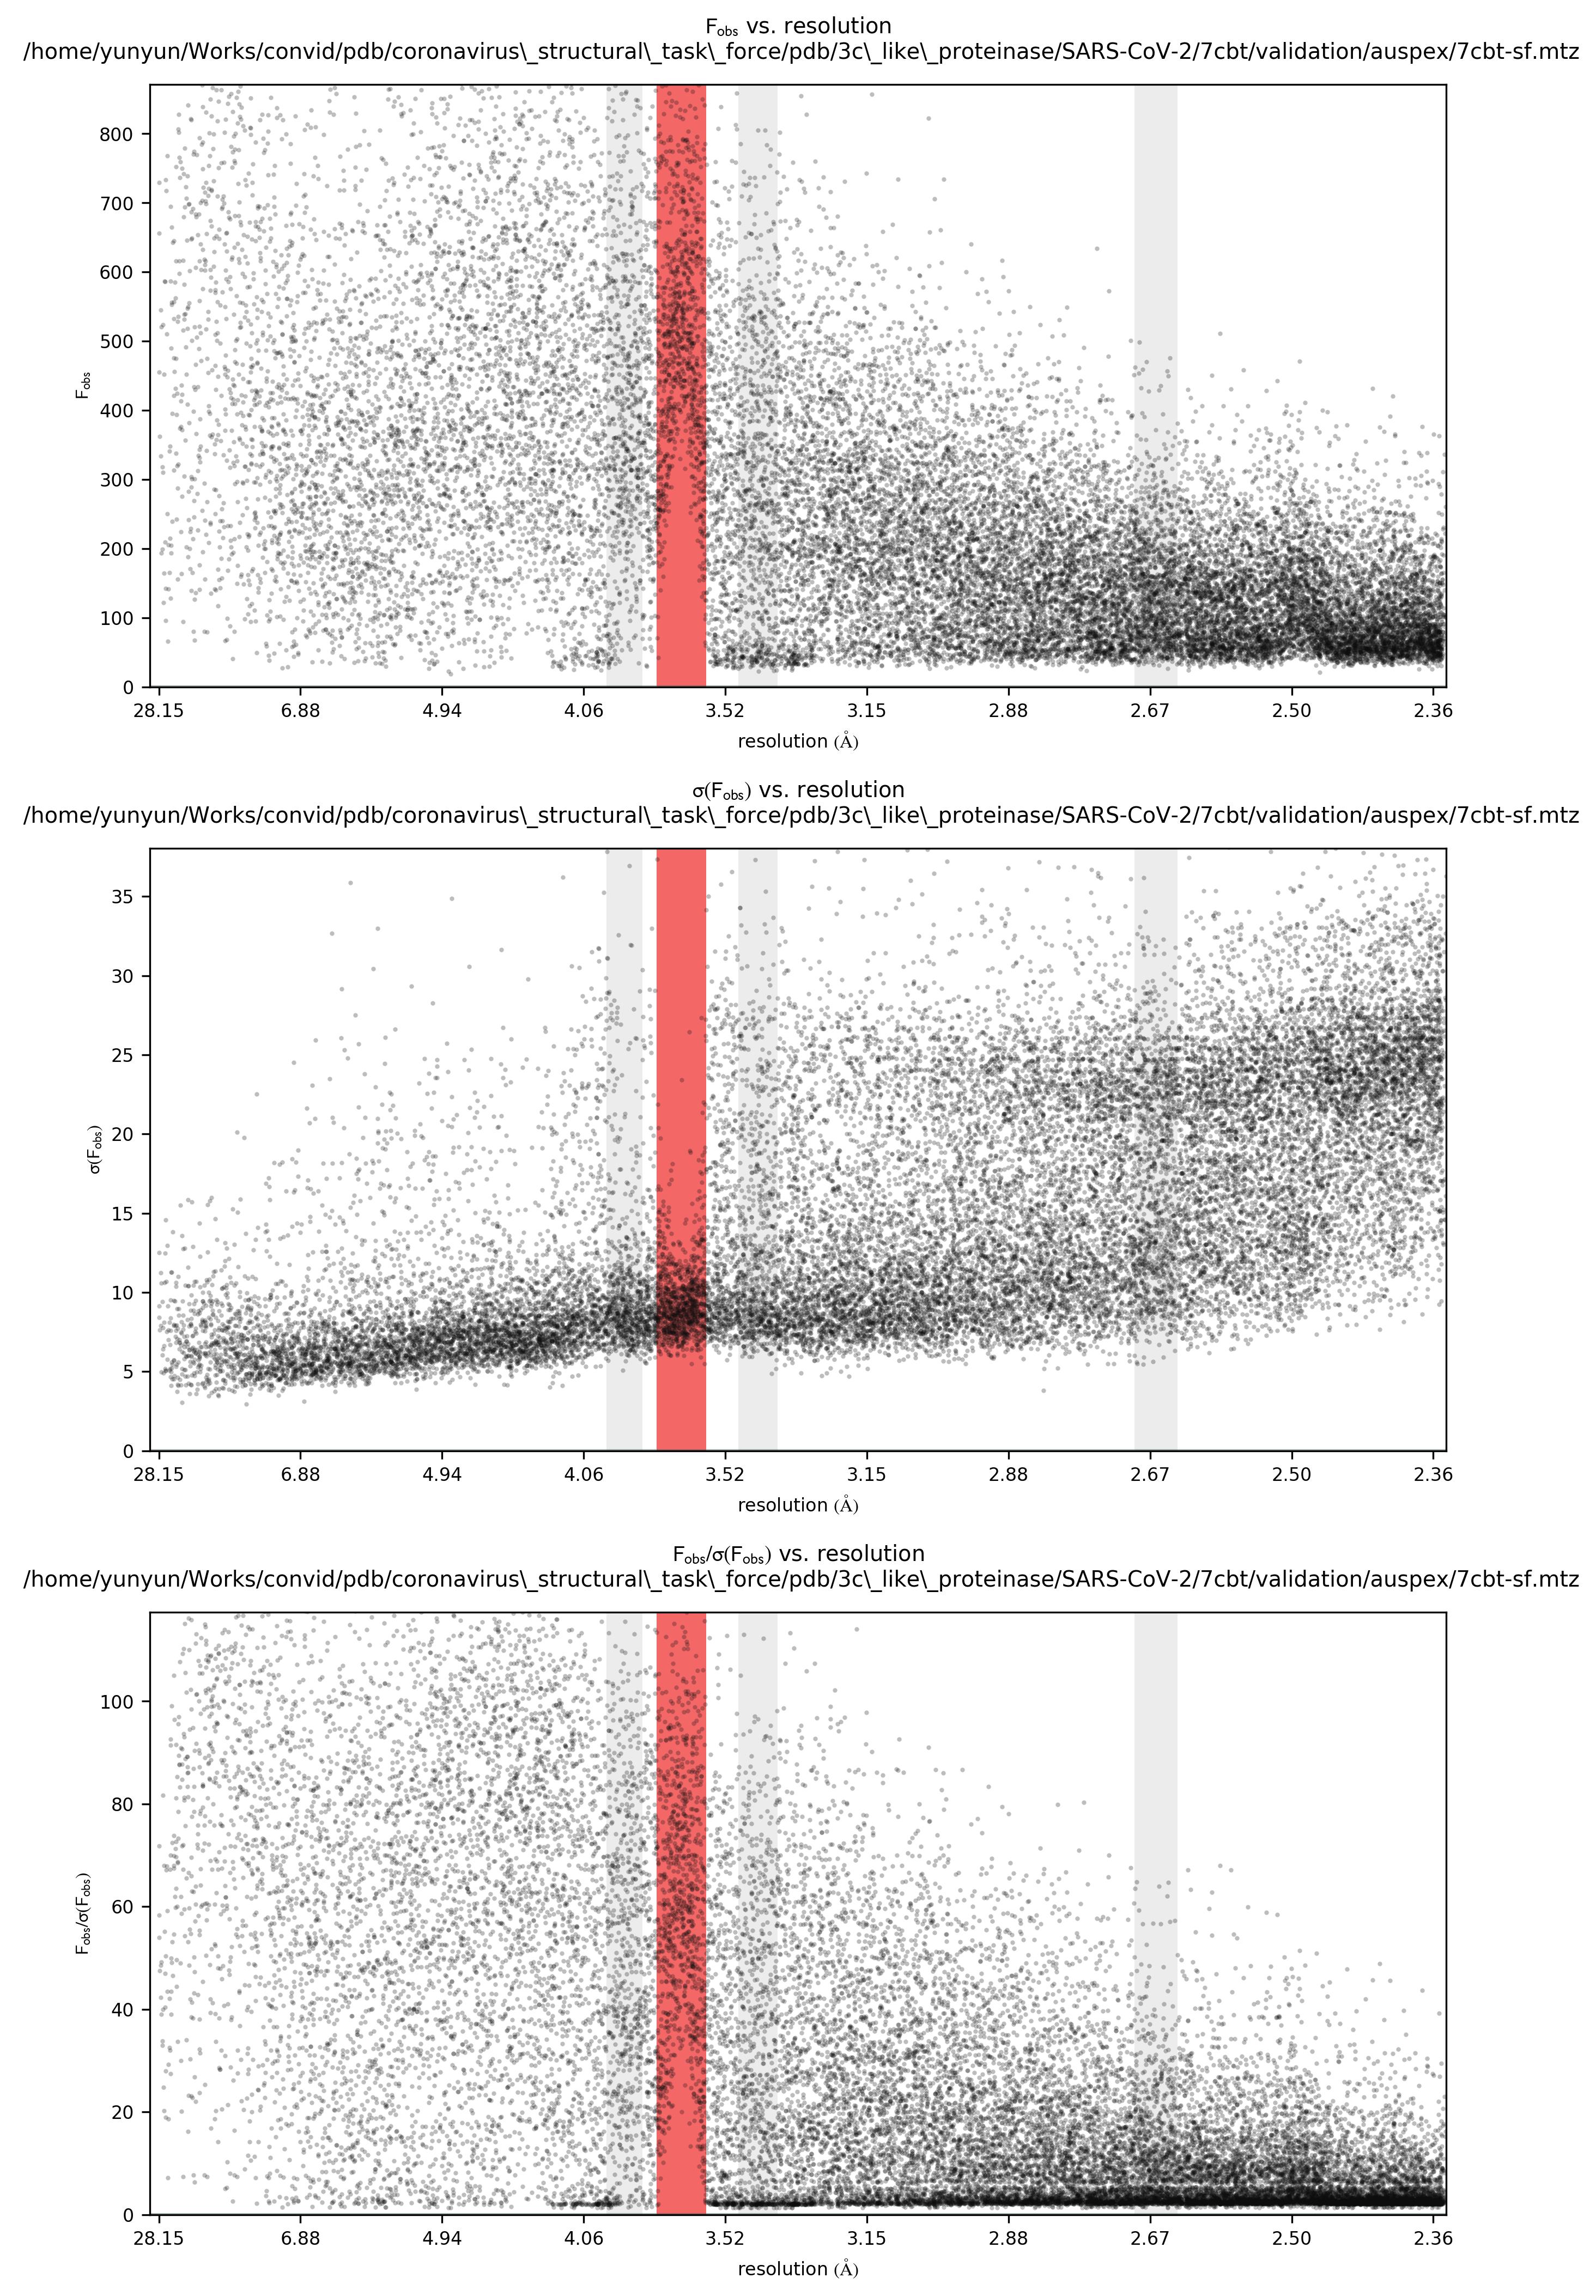 Fobs vs. resolution
/home/yunyun/Works/convid/pdb/coronavirus\_structural\_task\_force/pdb/3c\_like\_proteinase/SARS-CoV-2/7cbt/validation/auspex/7cbt-sf.mtz
800
700
600
500
400
300
200
100
0
Fobs
28.15 6.88 4.94 4.06 3.52 3.15 2.88 2.67 2.50 2.36
resolution (Å)
σ(Fobs) vs. resolution
/home/yunyun/Works/convid/pdb/coronavirus\_structural\_task\_force/pdb/3c\_like\_proteinase/SARS-CoV-2/7cbt/validation/auspex/7cbt-sf.mtz
35
30
25
20
15
10
5
0
σ(Fobs)
28.15 6.88 4.94 4.06 3.52 3.15 2.88 2.67 2.50 2.36
resolution (Å)
Fobs/σ(Fobs) vs. resolution
/home/yunyun/Works/convid/pdb/coronavirus\_structural\_task\_force/pdb/3c\_like\_proteinase/SARS-CoV-2/7cbt/validation/auspex/7cbt-sf.mtz
100
80
60
40
20
0
Fobs/σ(Fobs)
28.15 6.88 4.94 4.06 3.52 3.15 2.88 2.67 2.50 2.36
resolution (Å)